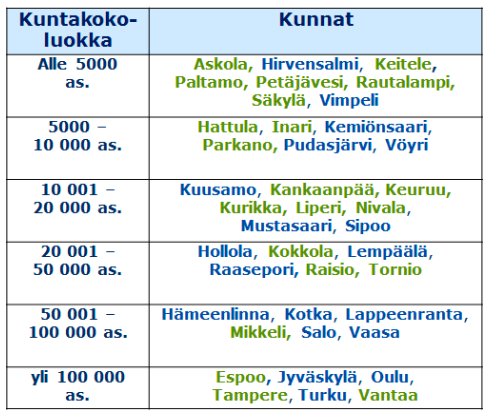 Kuntakoko-
luokka
Kunnat
Alle 5000
as.
Askola, Hirvensalmi, Keitele,
Paltamo, Petäjävesi, Rautalampi,
Säkylä, Vimpeli
5000 –
10 000 as.
Hattula, Inari, Kemiönsaari,
Parkano, Pudasjärvi, Vöyri
10 001 –
20 000 as.
Kuusamo, Kankaanpää, Keuruu,
Kurikka, Liperi, Nivala,
Mustasaari, Sipoo
20 001 –
50 000 as.
Hollola, Kokkola, Lempäälä,
Raasepori, Raisio, Tornio
50 001 –
100 000 as.
Hämeenlinna, Kotka, Lappeenranta,
Mikkeli, Salo, Vaasa
yli 100 000
as.
Espoo, Jyväskylä, Oulu,
Tampere, Turku, Vantaa